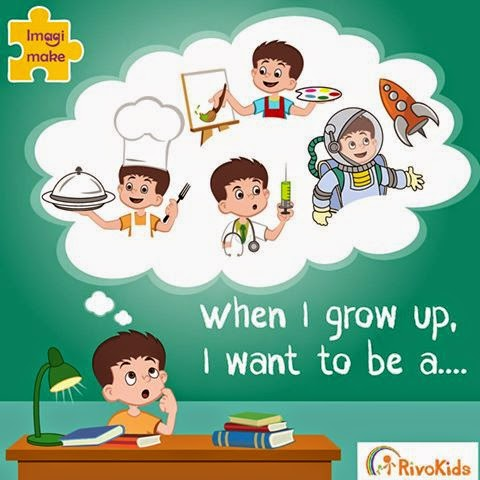 Imagi
make
When I grow up,
I want to be a....
RivoKids